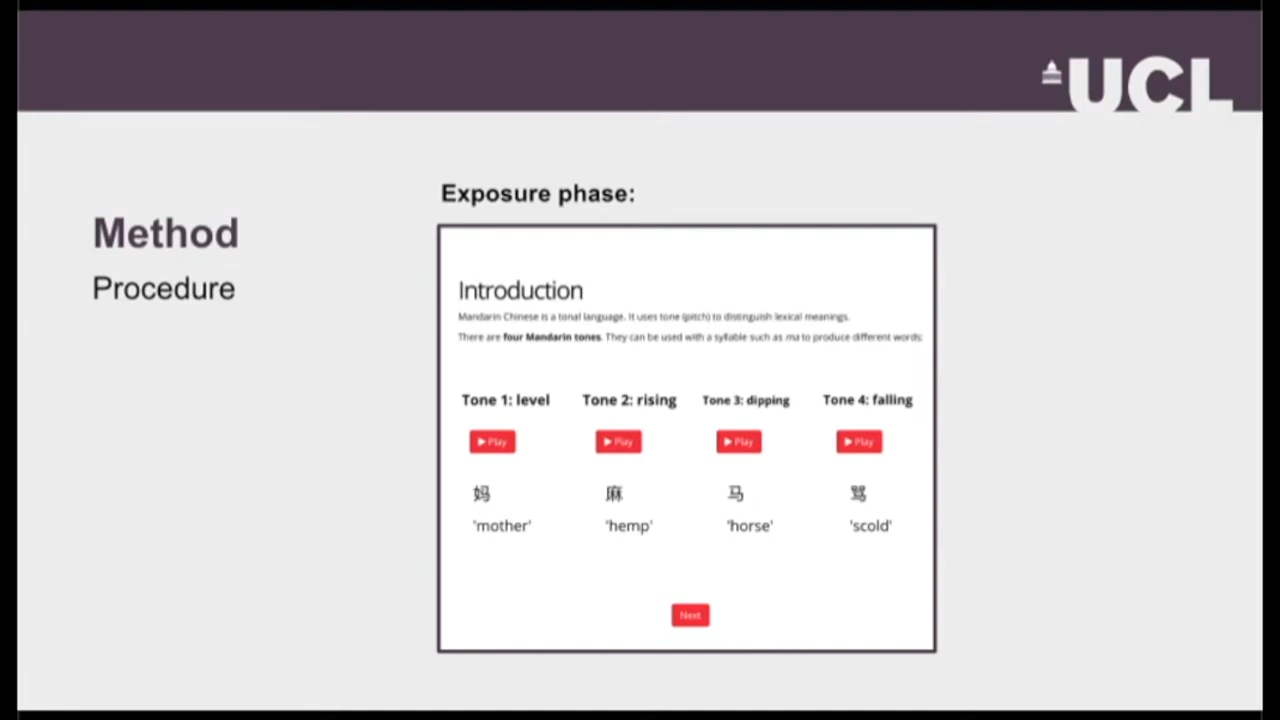 UCL
Method
Procedure
Exposure phase:
Introduction
Mandarin Chinese is a tonal language. It uses tone (pitch) to distinguish lexical meanings.
There are four Mandarin tones. They can be used with a syllable such as ma to produce different words:
Tone 1: level Tone 2: rising Tone 3: dipping Tone 4: falling
Play Play Play Play
妈 麻 马 骂
'mother' 'hemp' 'horse' 'scold'
Next